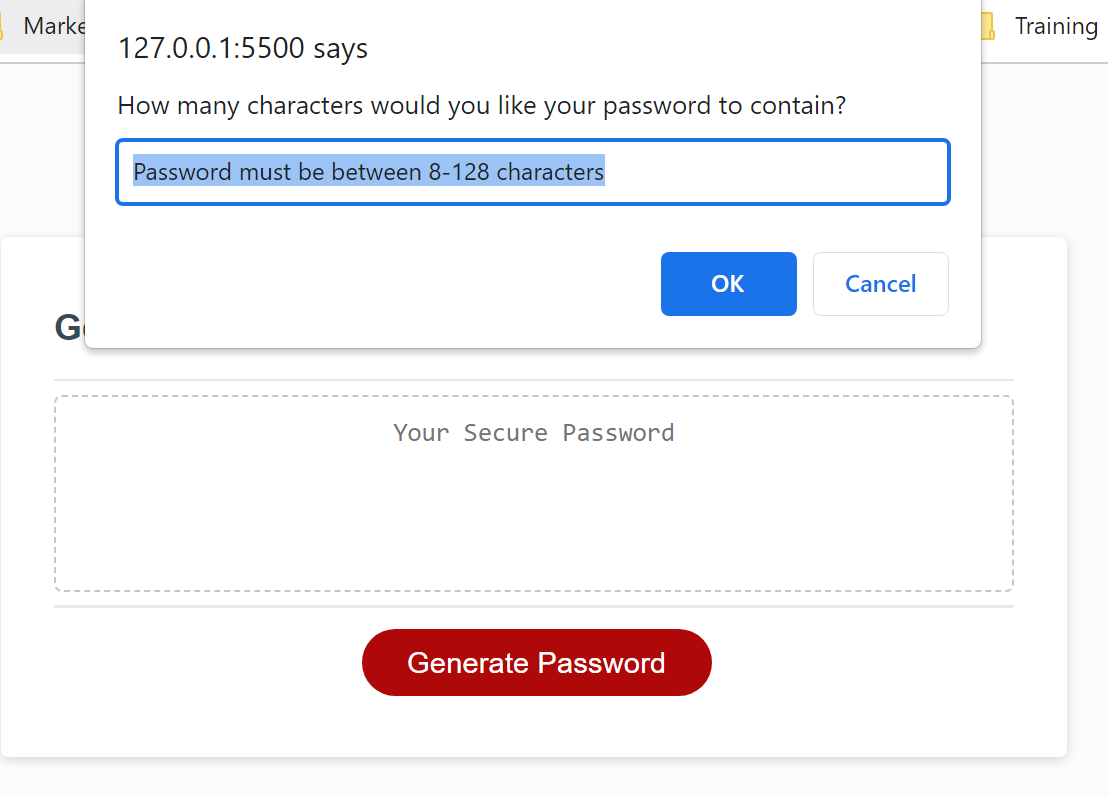 Training
127.0.0.1:5500 says
How many characters would you like your password to contain?
Password must be between 8-128 characters
OK
Cancel
Your Secure Password
Generate Password